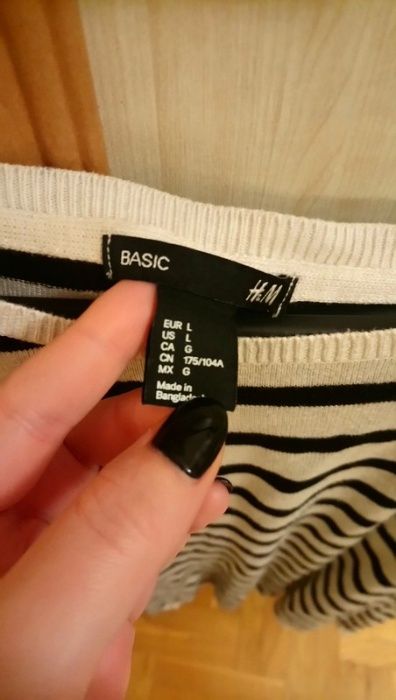 BASIC
H&M
EUR L
US L
CA G
CN 175/104A
MX G
Made in